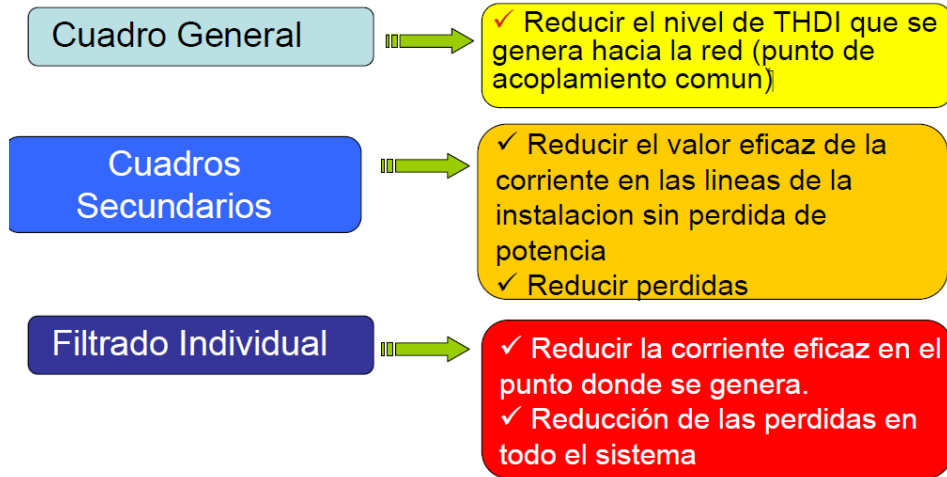 Cuadro General
✓ Reducir el nivel de THDI que se
genera hacia la red (punto de
acoplamiento comun)
Cuadros
Secundarios
✓ Reducir el valor eficaz de la
corriente en las lineas de la
instalacion sin perdida de
potencia
✓ Reducir perdidas
Filtrado Individual
✓ Reducir la corriente eficaz en el
punto donde se genera.
✓ Reducción de las perdidas en
todo el sistema